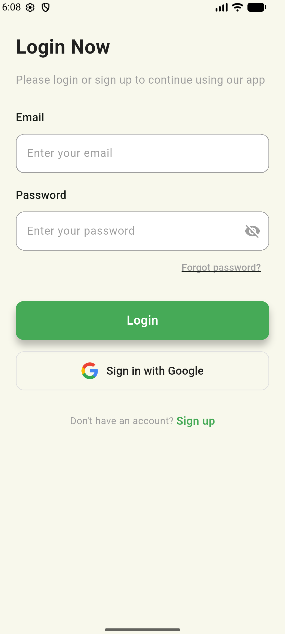 6:08
Login Now
Please login or sign up to continue using our app
Email
Enter your email
Password
Enter your password
Forgot password?
Login
Sign in with Google
Don't have an account? Sign up